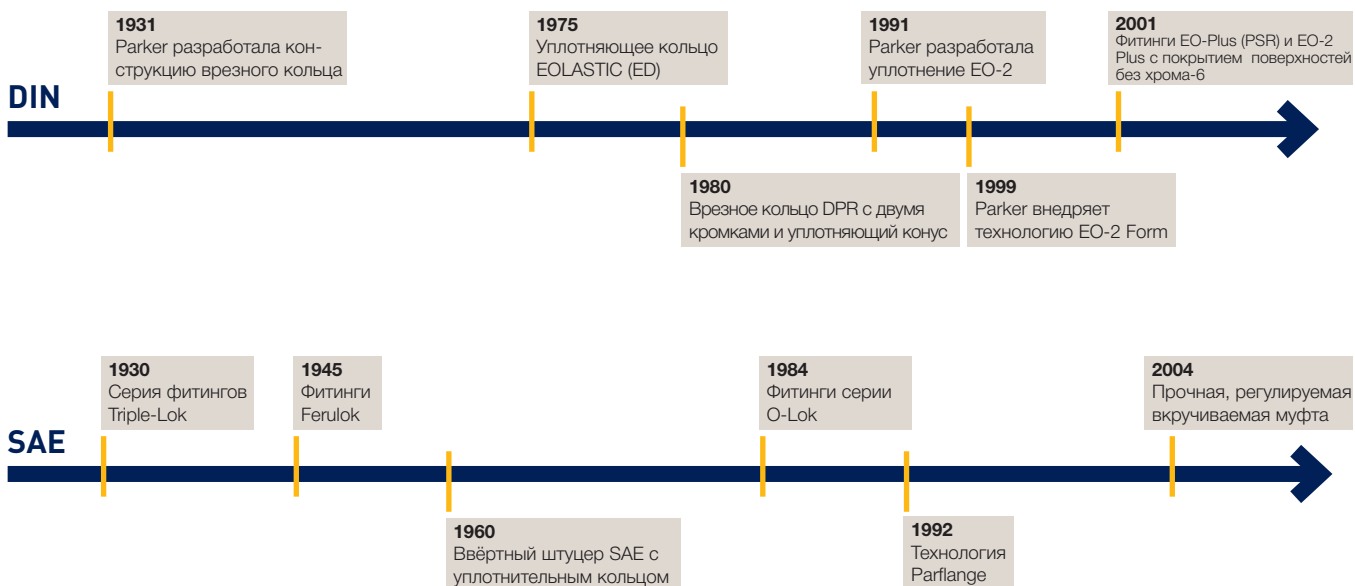 1931
Parker разработала кон-
струкцию врезного кольца
1975
Уплотняющее кольцо
EOLASTIC (ED)
1991
Parker разработала
уплотнение EO-2
2001
Фитинги EO-Plus (PSR) и EO-2
Plus с покрытием поверхностей
без хрома-6
DIN
1980
Врезное кольцо DPR с двумя
кромками и уплотняющий конус
1999
Parker внедряет
технологию EO-2 Form
1930
Серия фитингов
Triple-Lok
1945
Фитинги
Ferulok
1984
Фитинги серии
O-Lok
2004
Прочная, регулируемая
вкручиваемая муфта
SAE
1960
Ввёртный штуцер SAE с
уплотнительным кольцом
1992
Технология
Parflange